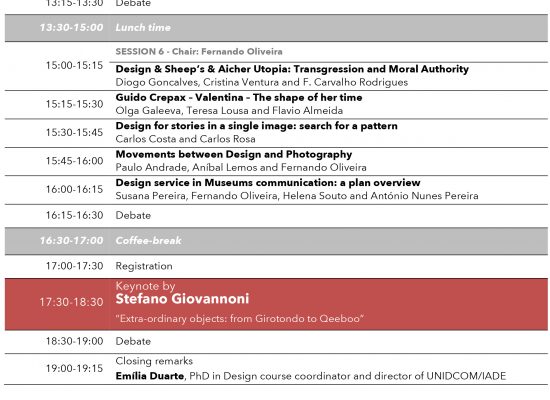 13:15-13:30 Debate
13:30-15:00 Lunch time
SESSION 6 - Chair: Fernando Oliveira
15:00-15:15 Design & Sheep's & Aicher Utopia: Transgression and Moral Authority
Diogo Goncalves, Cristina Ventura and F. Carvalho Rodrigues
15:15-15:30 Guido Crepax – Valentina – The shape of her time
Olga Galeeva, Teresa Lousa and Flavio Almeida
15:30-15:45 Design for stories in a single image: search for a pattern
Carlos Costa and Carlos Rosa
15:45-16:00 Movements between Design and Photography
Paulo Andrade, Aníbal Lemos and Fernando Oliveira
16:00-16:15 Design service in Museums communication: a plan overview
Susana Pereira, Fernando Oliveira, Helena Souto and António Nunes Pereira
16:15-16:30 Debate
16:30-17:00 Coffee-break
17:00-17:30 Registration
Keynote by
17:30-18:30 Stefano Giovannoni
"Extra-ordinary objects: from Girotondo to Qeeboo"
18:30-19:00 Debate
19:00-19:15 Closing remarks
Emília Duarte, PhD in Design course coordinator and director of UNIDCOM/IADE